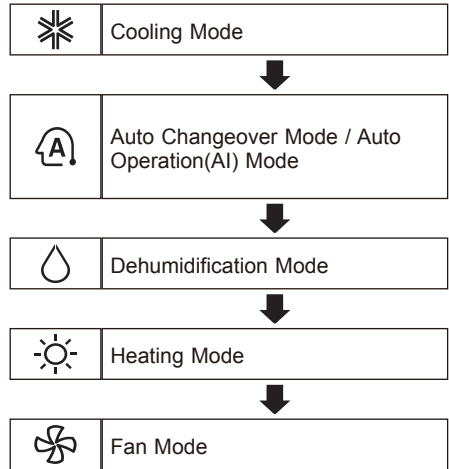 Cooling Mode
A
Auto Changeover Mode / Auto
Operation(AI) Mode
Dehumidification Mode
Heating Mode
Fan Mode